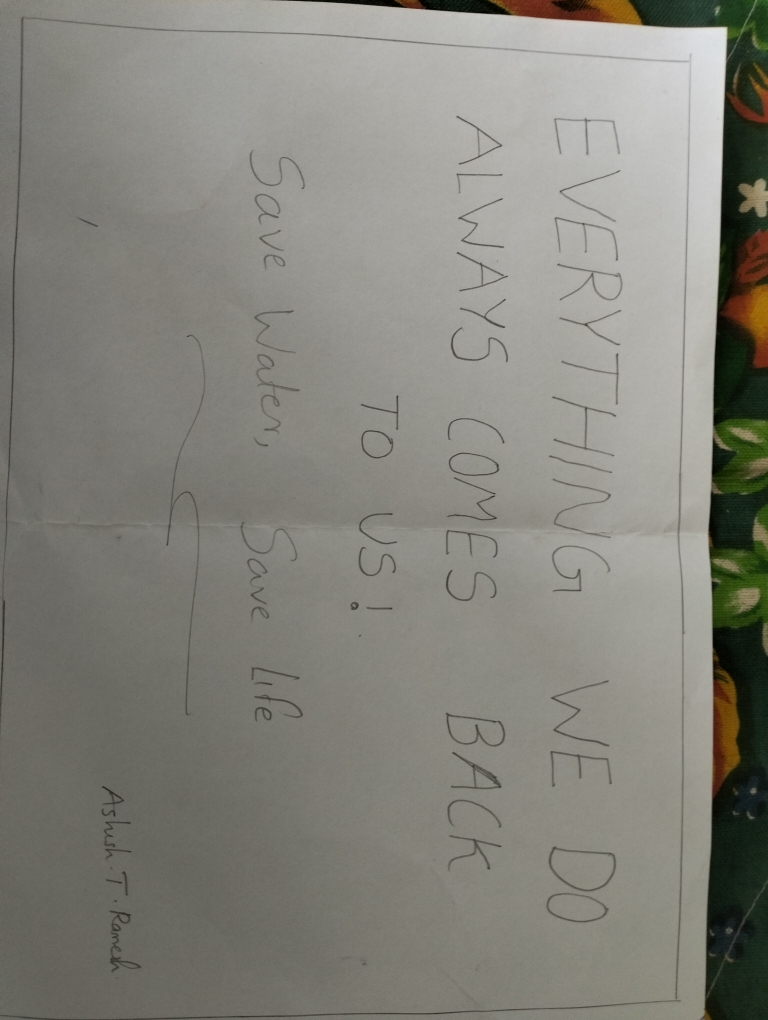 EVERYTHING WE DO
ALWAYS COMES BACK
TO US!
Save Water, Save Life
Ashish.T.Ramesh